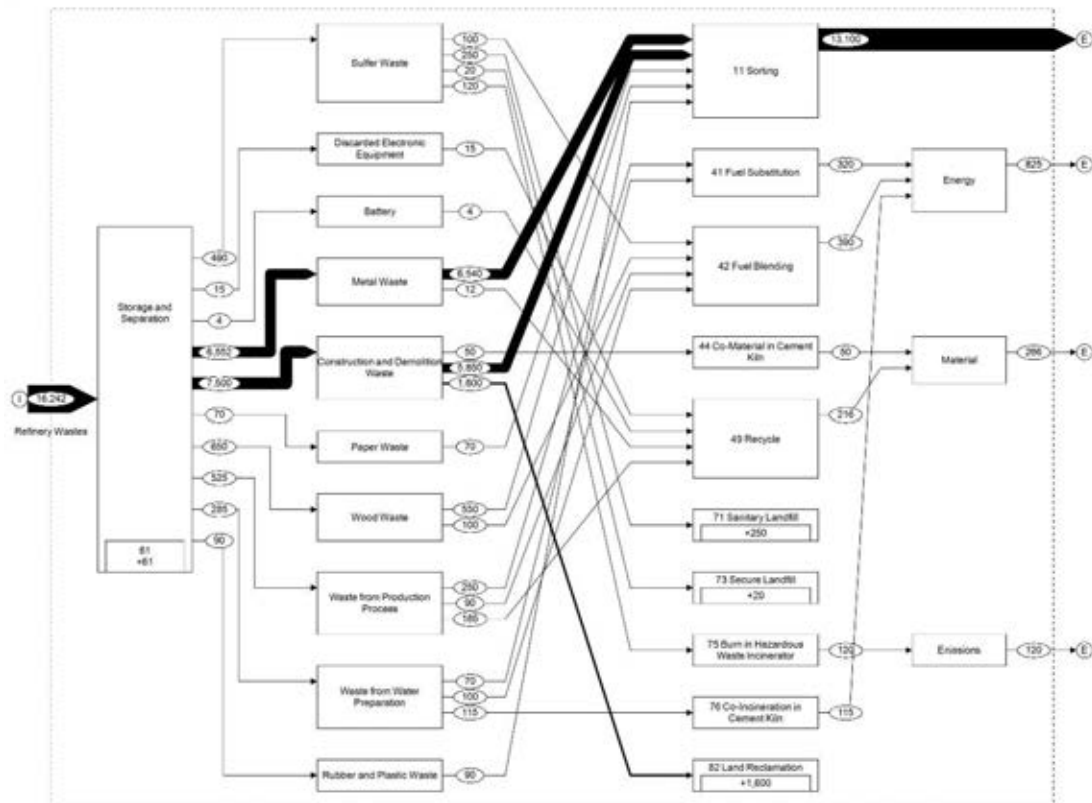 I
16,242
Refinery Wastes
Storage and
Separation
61
+61
490
15
4
6,552
7,500
70
650
525
285
90
Sulfer Waste
100
250
20
120
Discarded Electronic
Equipment
15
Battery
4
Metal Waste
6,540
12
Construction and Demolition
Waste
50
5,850
1,600
Paper Waste
70
Wood Waste
550
100
Waste from Production
Process
250
90
185
Waste from Water
Preparation
70
100
115
Rubber and Plastic Waste
90
11 Sorting
13,100
E
41 Fuel Substitution
320
42 Fuel Blending
390
44 Co-Material in Cement
Kiln
50
49 Recycle
216
71 Sanitary Landfill
+250
73 Secure Landfill
+20
75 Burn in Hazardous
Waste Incinerator
120
76 Co-Incineration in
Cement Kiln
115
82 Land Reclamation
+1,600
Energy
825
E
Material
266
E
Emissions
120
E